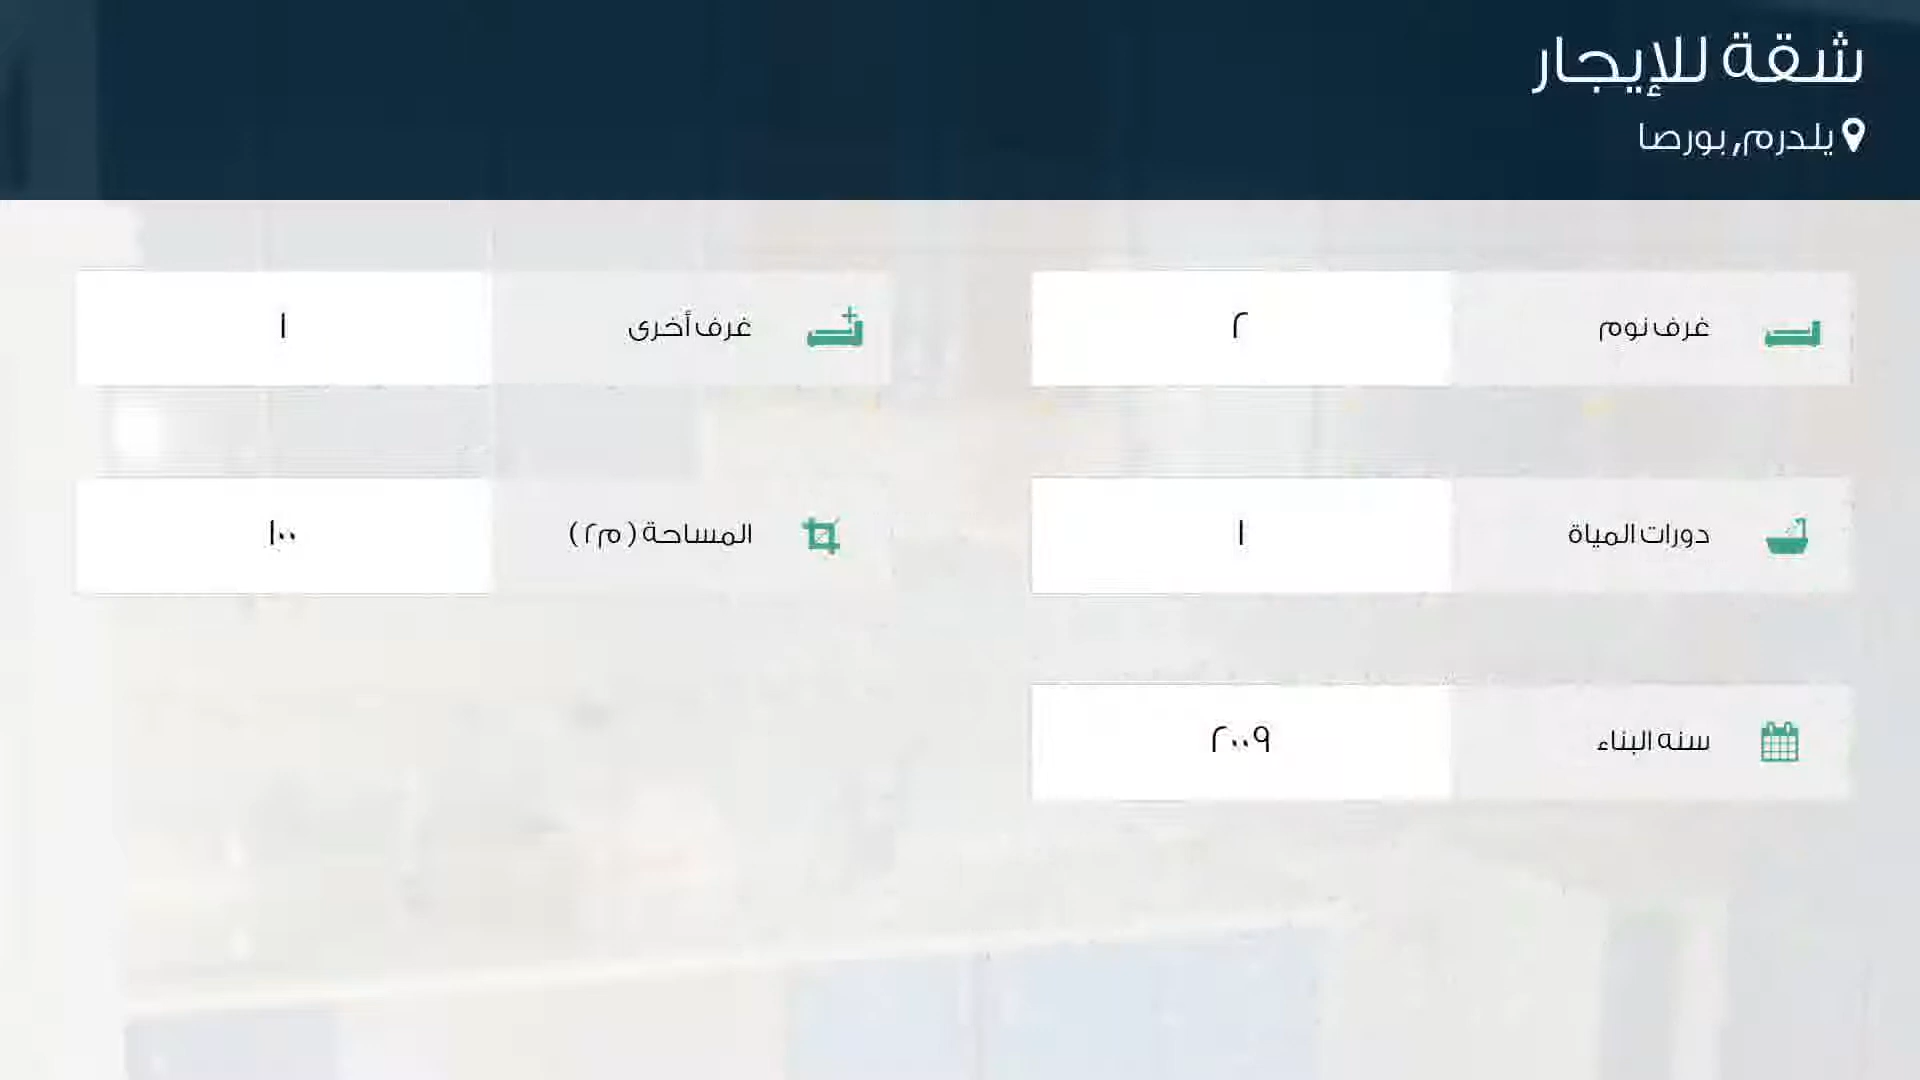 شقة للإيجار
يلدرم, بورصا
غرف نوم ٢
غرف أخرى ١
دورات المياة ١
المساحة ( م٢ ) ١٠٠
سنه البناء ٢٠٠٩